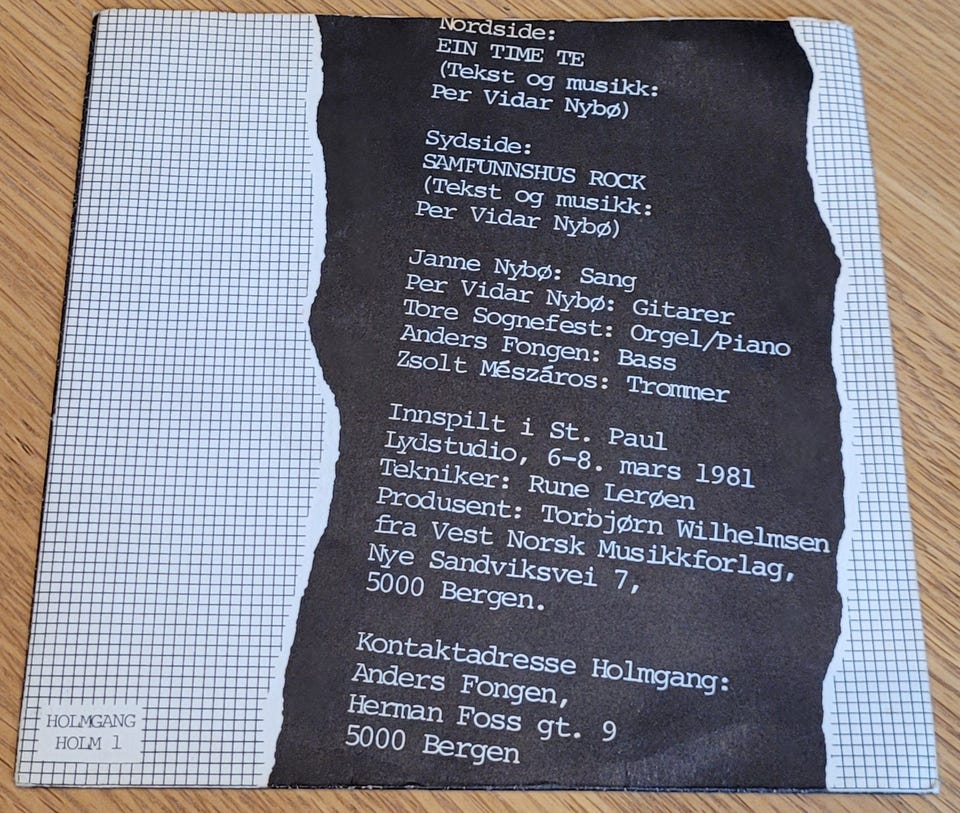 Nordside:
EIN TIME TE
(Tekst og musikk:
Per Vidar Nybø)
Sydside:
SAMFUNNSHUS ROCK
(Tekst og musikk:
Per Vidar Nybø)
Janne Nybø: Sang
Per Vidar Nybø: Gitarer
Tore Sognefest: Orgel/Piano
Anders Fongen: Bass
Zsolt Mészáros: Trommer
Innspilt i St. Paul
Lydstudio, 6-8. mars 1981
Tekniker: Rune Lerøen
Produsent: Torbjørn Wilhelmsen
fra Vest Norsk Musikkforlag,
Nye Sandviksvei 7,
5000 Bergen.
Kontaktadresse Holmgang:
Anders Fongen,
Herman Foss gt. 9
5000 Bergen
HOLMGANG
HOLM 1